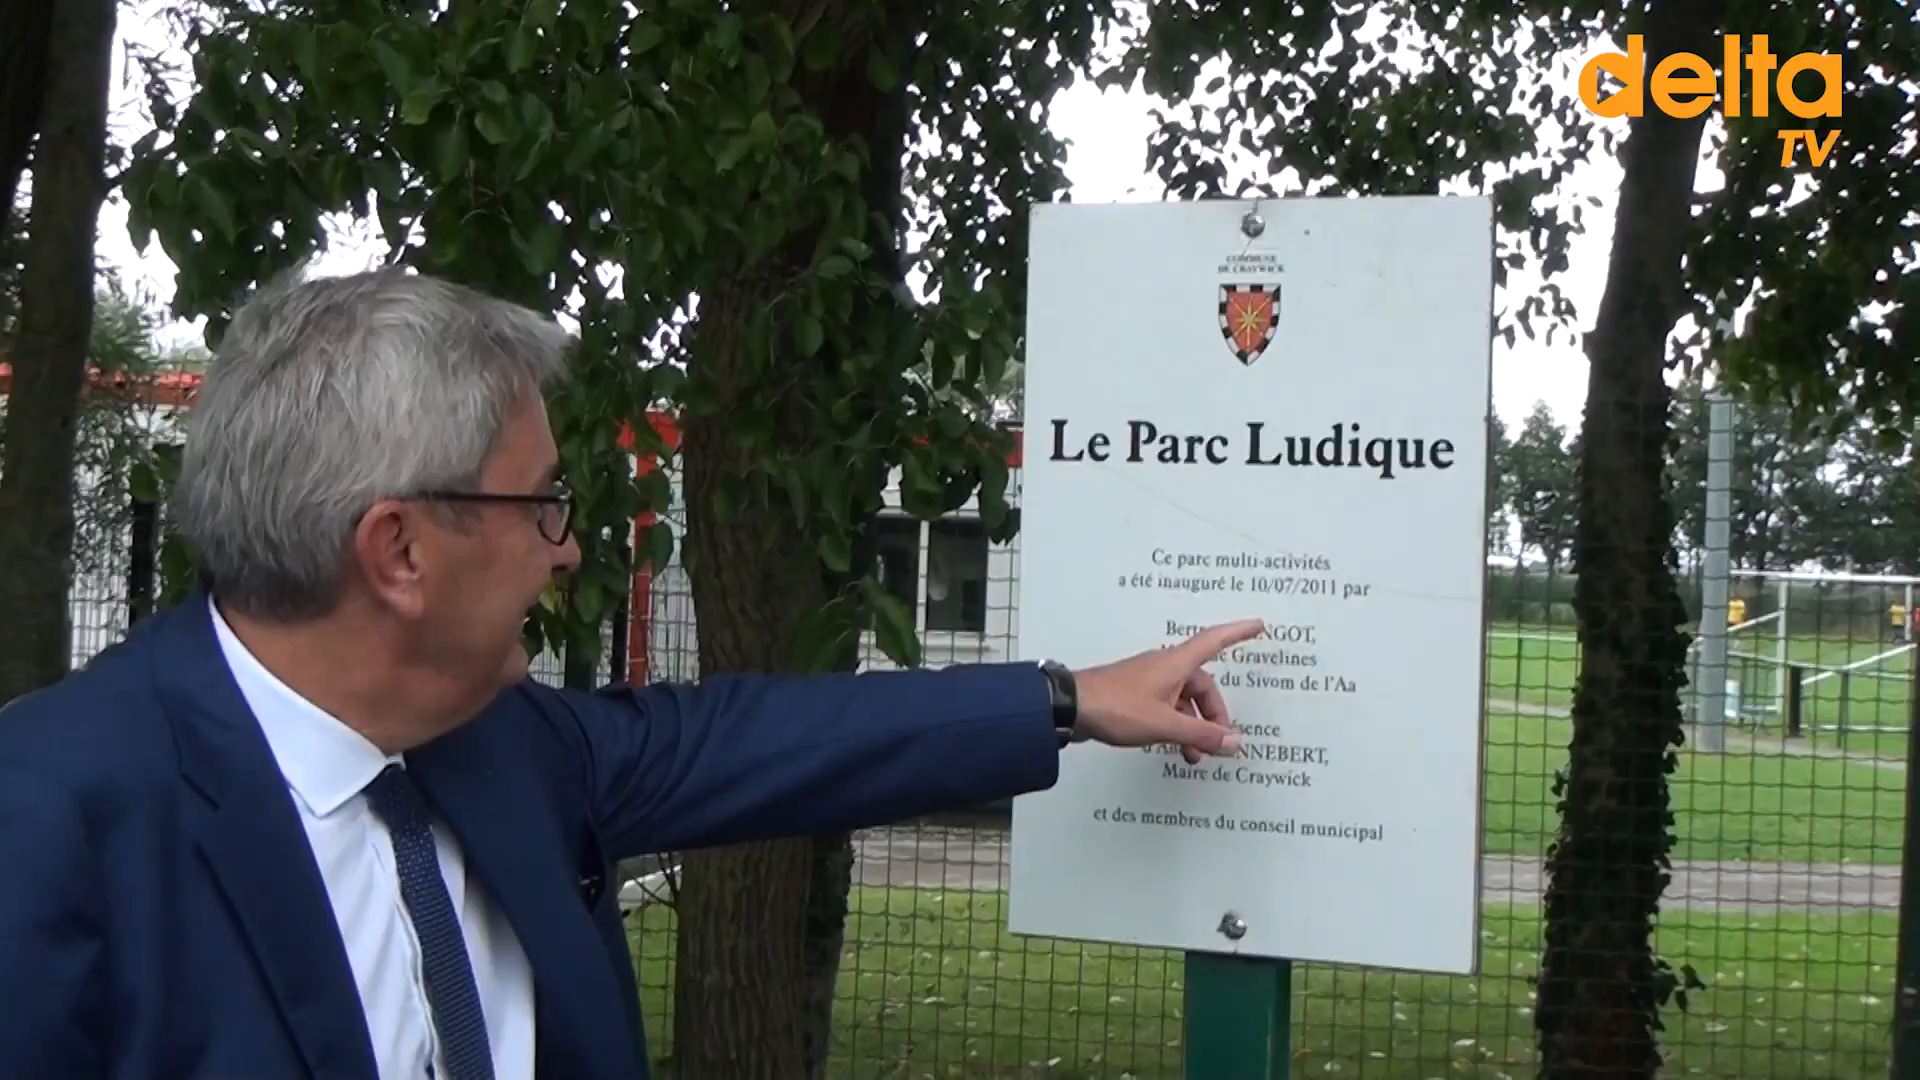 delta
TV
COMMUNE
DE CRAYWICK
Le Parc Ludique
Ce parc multi-activités
a été inauguré le 10/07/2011 par
de Gravelines
du Sivom de l'Aa
Maire de Craywick
et des membres du conseil municipal